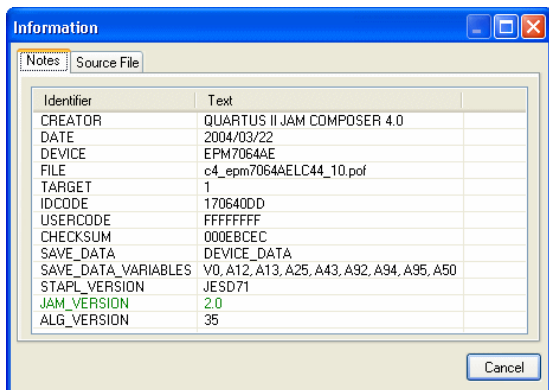 Information
Notes Source File
Identifier Text
CREATOR QUARTUS II JAM COMPOSER 4.0
DATE 2004/03/22
DEVICE EPM7064AE
FILE c4_epm7064AELC44_10.pof
TARGET 1
IDCODE 170640DD
USERCODE FFFFFFFF
CHECKSUM 000EBCEC
SAVE_DATA DEVICE_DATA
SAVE_DATA_VARIABLES V0, A12, A13, A25, A43, A92, A94, A95, A50
STAPL_VERSION JESD71
JAM_VERSION 2.0
ALG_VERSION 35
Cancel